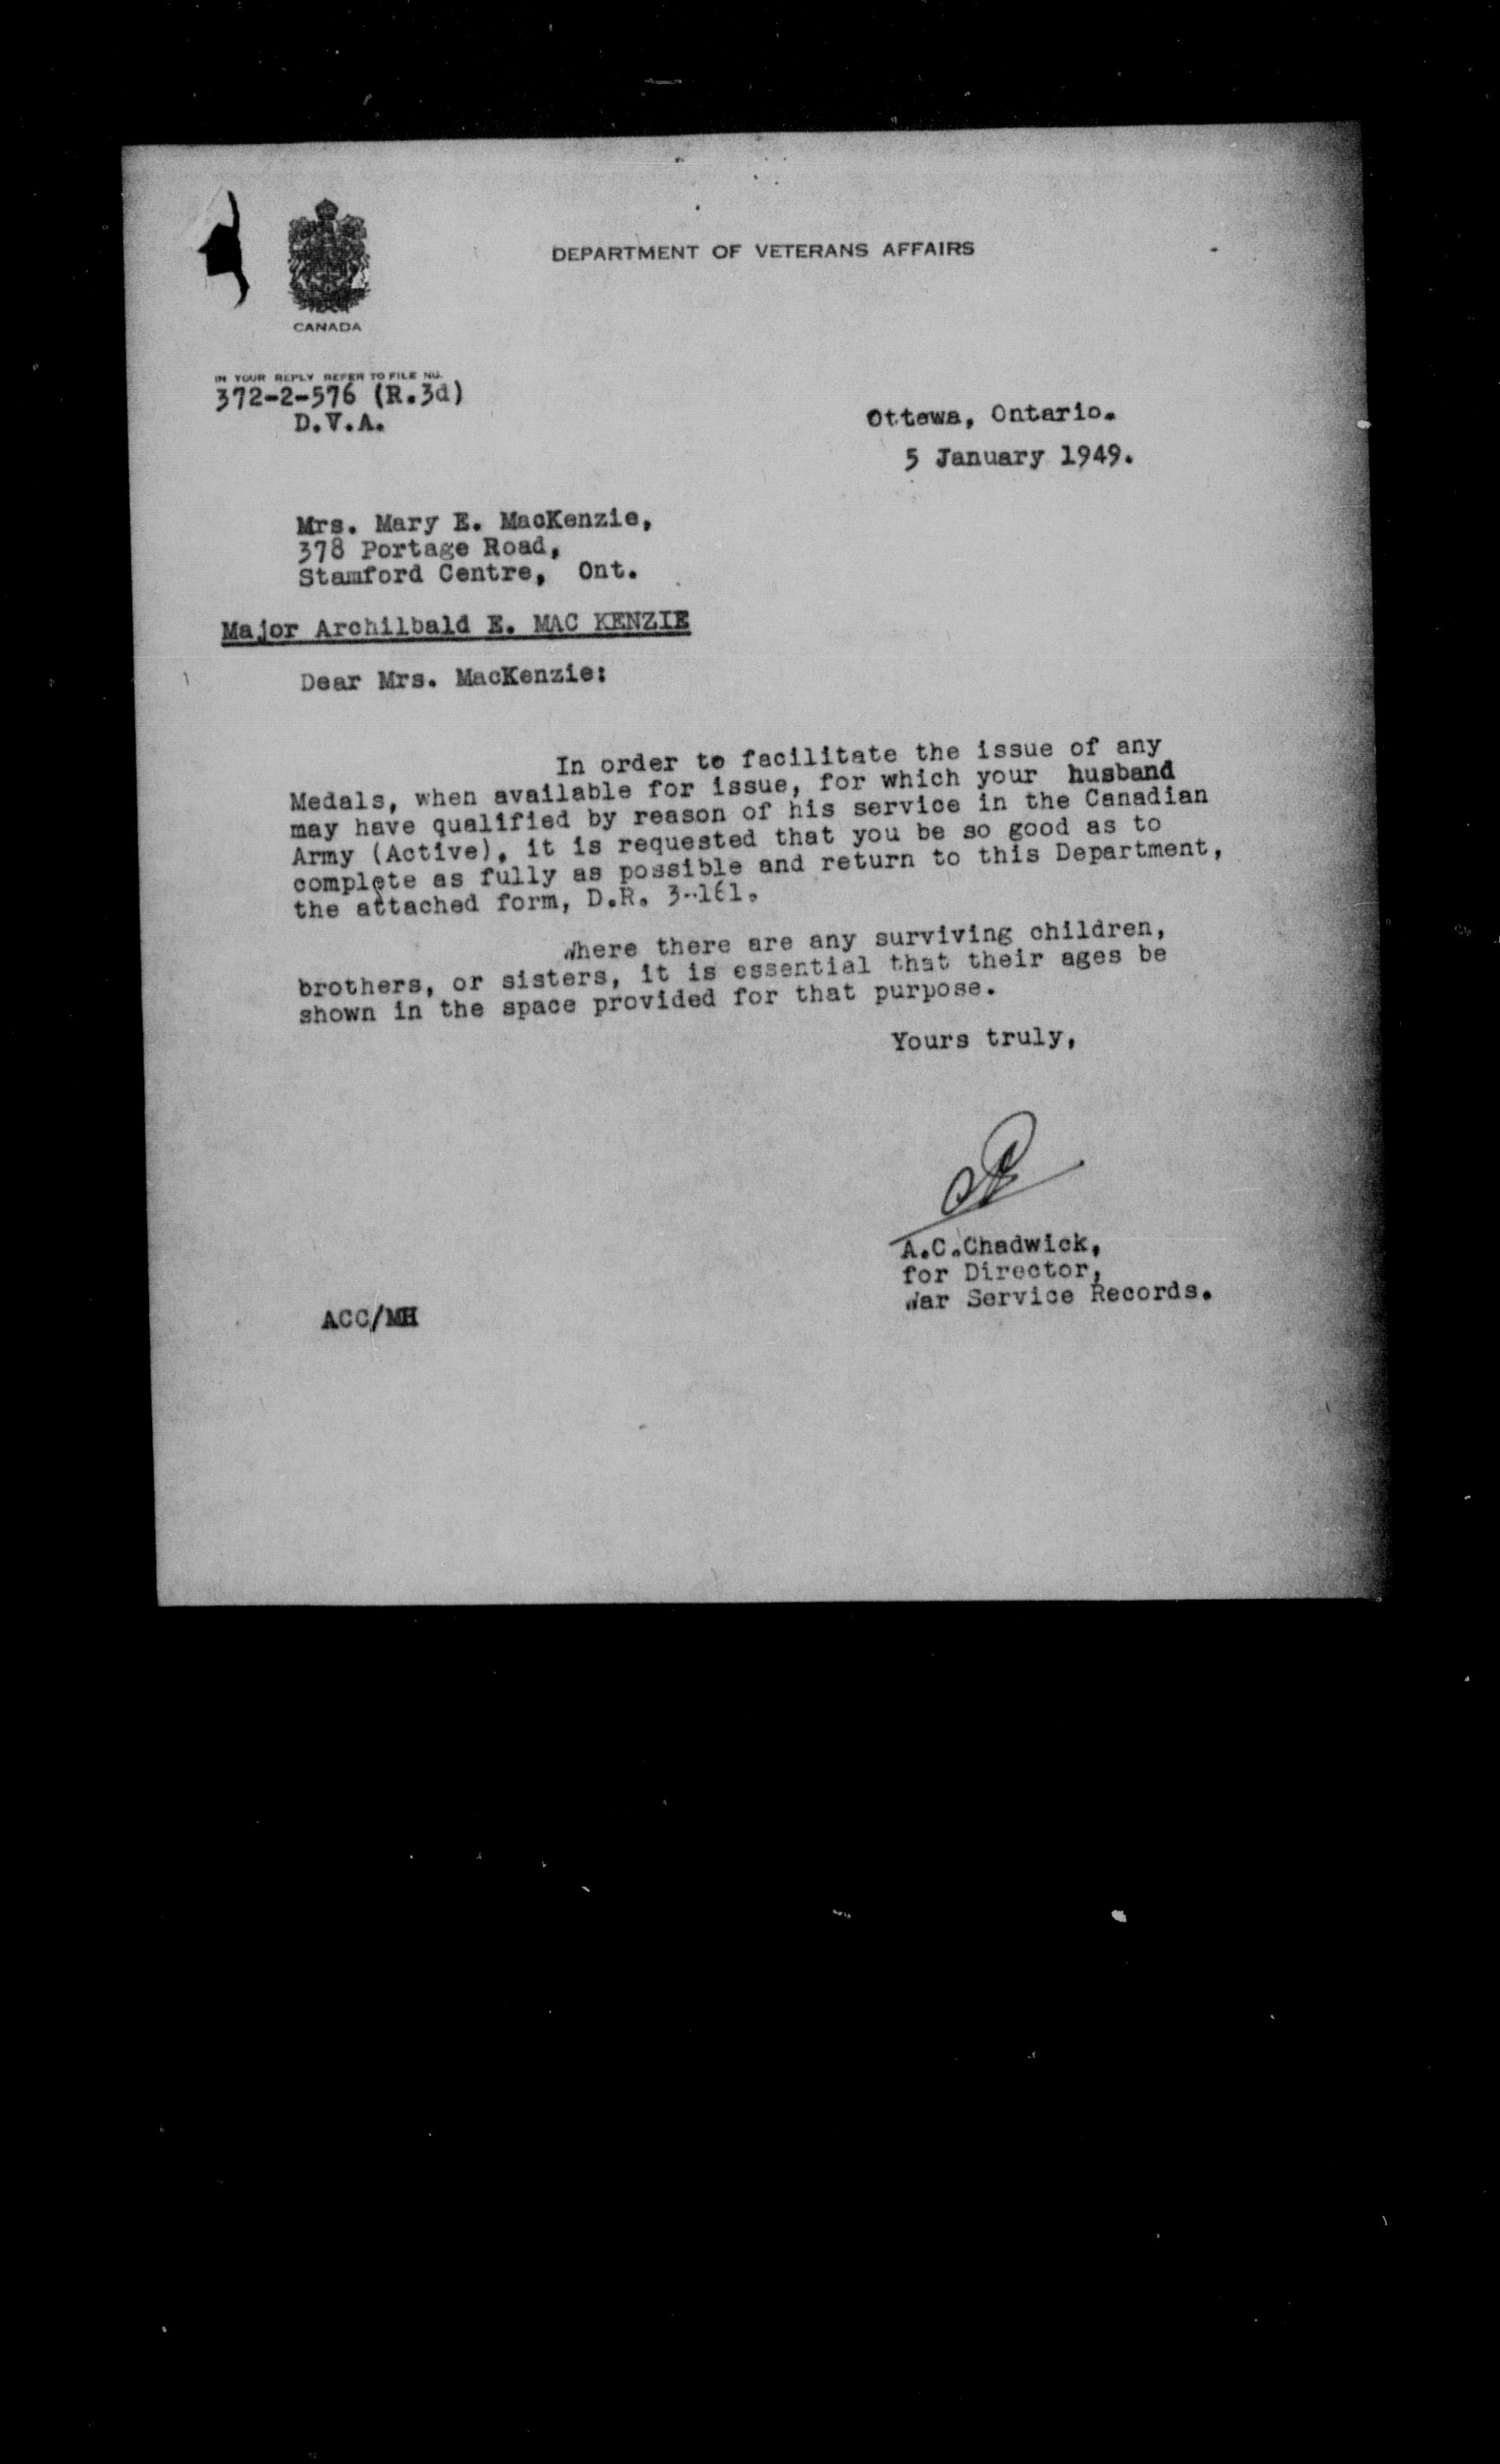 DEPARTMENT OF VETERANS AFFAIRS
CANADA
IN YOUR REPLY REFER TO FILE NO.
372-2-576 (R.3d)
D.V.A.
Ottawa, Ontario.
5 January 1949.
Mrs. Mary E. MacKenzie,
378 Portage Road,
Stamford Centre, Ont.
Major Archilbald E. MAC KENZIE
Dear Mrs. MacKenzie:
In order to facilitate the issue of any
Medals, when available for issue, for which your husband
may have qualified by reason of his service in the Canadian
Army (Active), it is requested that you be so good as to
complete as fully as possible and return to this Department,
the attached form, D.R. 3-161.
Where there are any surviving children,
brothers, or sisters, it is essential that their ages be
shown in the space provided for that purpose.
Yours truly,
A.C.Chadwick,
for Director,
War Service Records.
ACC/MH